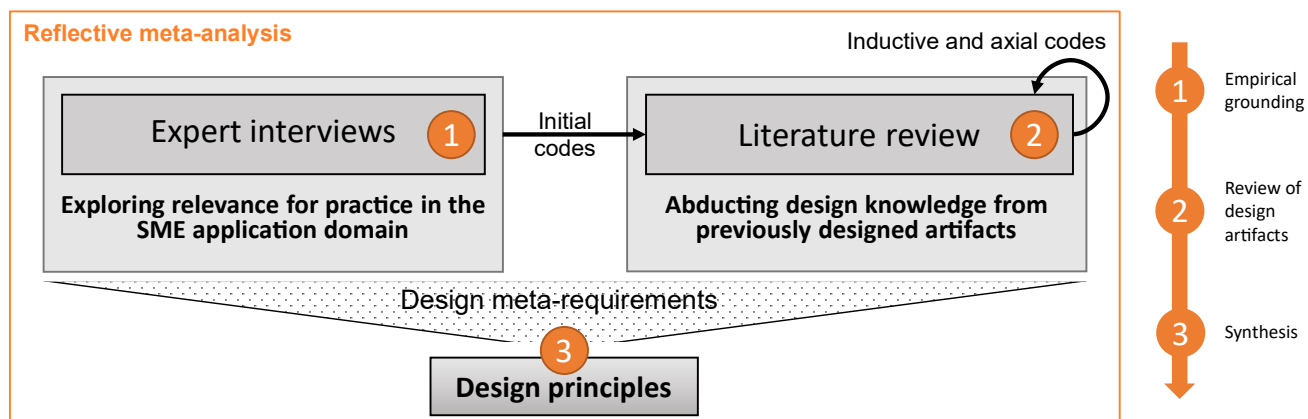 Reflective meta-analysis
Inductive and axial codes
Expert interviews
1
Initial
codes
Literature review
2
Exploring relevance for practice in the
SME application domain
Abducting design knowledge from
previously designed artifacts
Design meta-requirements
3
Design principles
1
Empirical
grounding
2
Review of
design
artifacts
3
Synthesis